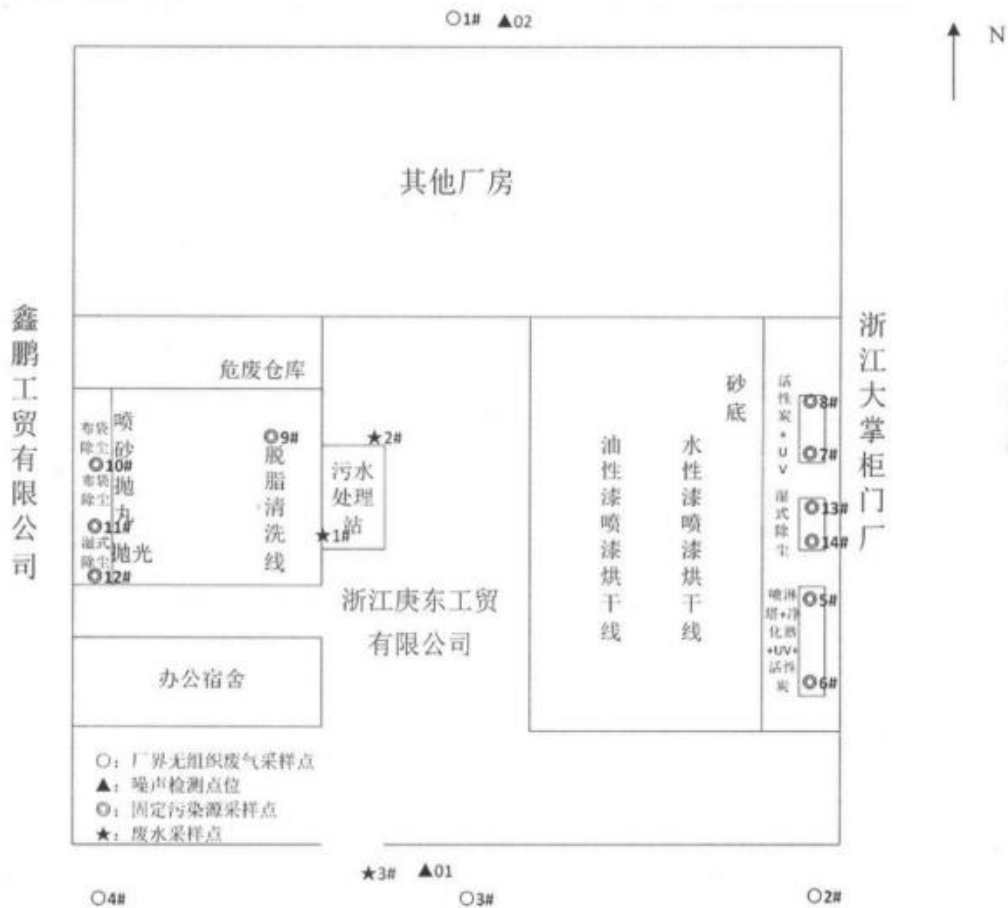 ○1# ▲02
N
其他厂房
鑫鹏工贸有限公司
浙江大掌柜门厂
危废仓库
砂底
活性炭+UV
◎8#
◎7#
布袋
除尘
◎10#
喷砂
布袋
除尘
◎11#
抛丸
湿式
除尘
◎12#
抛光
◎9#
脱脂清洗线
★2#
污水
处理
站
★1#
油性漆喷漆烘干线
水性漆喷漆烘干线
湿式除尘
◎13#
◎14#
浙江庚东工贸
有限公司
喷淋
塔+净
化器
+UV+
活性
炭
◎5#
◎6#
办公宿舍
○：厂界无组织废气采样点
▲：噪声检测点位
◎：固定污染源采样点
★：废水采样点
★3# ▲01
○4# ○3# ○2#